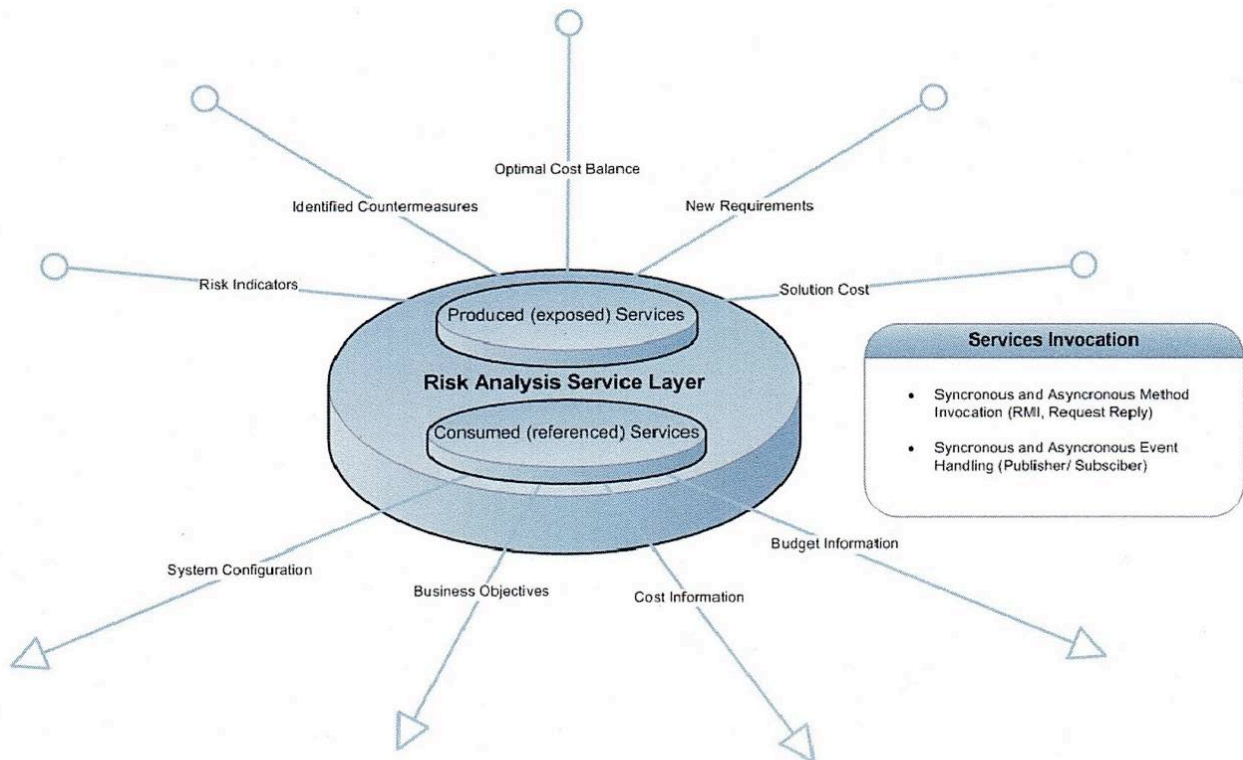 Optimal Cost Balance
Identified Countermeasures
New Requirements
Risk Indicators
Solution Cost
Produced (exposed) Services
Services Invocation
Risk Analysis Service Layer
• Syncronous and Asyncronous Method
Invocation (RMI, Request Reply)
Consumed (referenced) Services
• Syncronous and Asyncronous Event
Handling (Publisher/ Subsciber)
Budget Information
System Configuration
Business Objectives
Cost Information